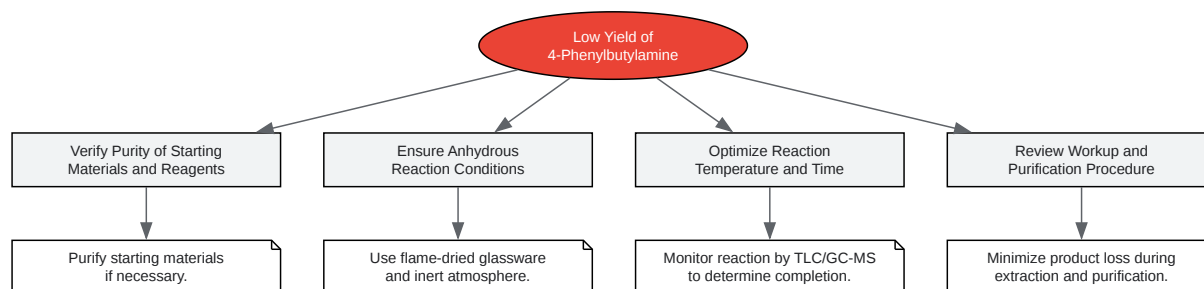 Low Yield of
4-Phenylbutylamine
Verify Purity of Starting
Materials and Reagents
Ensure Anhydrous
Reaction Conditions
Optimize Reaction
Temperature and Time
Review Workup and
Purification Procedure
Purify starting materials
if necessary.
Use flame-dried glassware
and inert atmosphere.
Monitor reaction by TLC/GC-MS
to determine completion.
Minimize product loss during
extraction and purification.